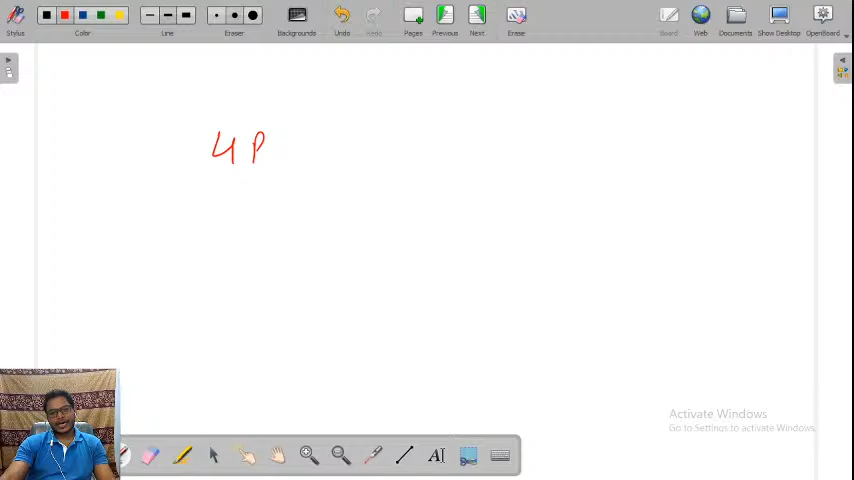 Stylus
Color
Line
Eraser
Backgrounds
Undo
Redo
Pages
Previous
Next
Erase
Board
Web
Documents
Show Desktop
OpenBoard
4 P
Activate Windows
Go to Settings to activate Windows.